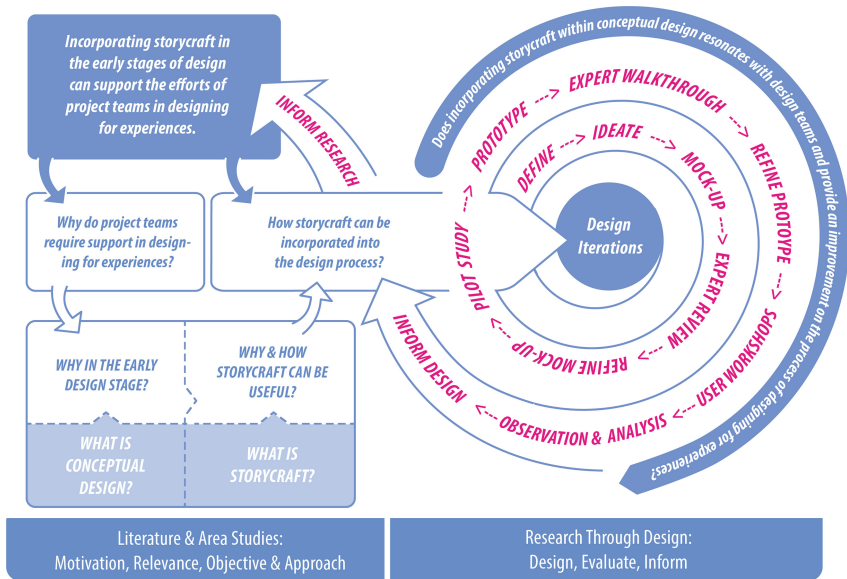 Incorporating storycraft in
the early stages of design
can support the efforts of
project teams in designing
for experiences.
INFORM RESEARCH
Why do project teams
require support in design-
ing for experiences?
How storycraft can be
incorporated into
the design process?
WHY IN THE EARLY
DESIGN STAGE?
WHY & HOW
STORYCRAFT CAN BE
USEFUL?
WHAT IS
CONCEPTUAL
DESIGN?
WHAT IS
STORYCRAFT?
Does incorporating storycraft within conceptual design resonates with design teams and provide an improvement on the process of designing for experiences?
Design
Iterations
DEFINE ---> IDEATE ---> MOCK-UP ---> EXPERT REVIEW ---> REFINE MOCK-UP ---> PILOT STUDY ---> PROTOTYPE ---> EXPERT WALKTHROUGH ---> REFINE PROTOYPE ---> USER WORKSHOPS ---> OBSERVATION & ANALYSIS ---> INFORM DESIGN
Literature & Area Studies:
Motivation, Relevance, Objective & Approach
Research Through Design:
Design, Evaluate, Inform